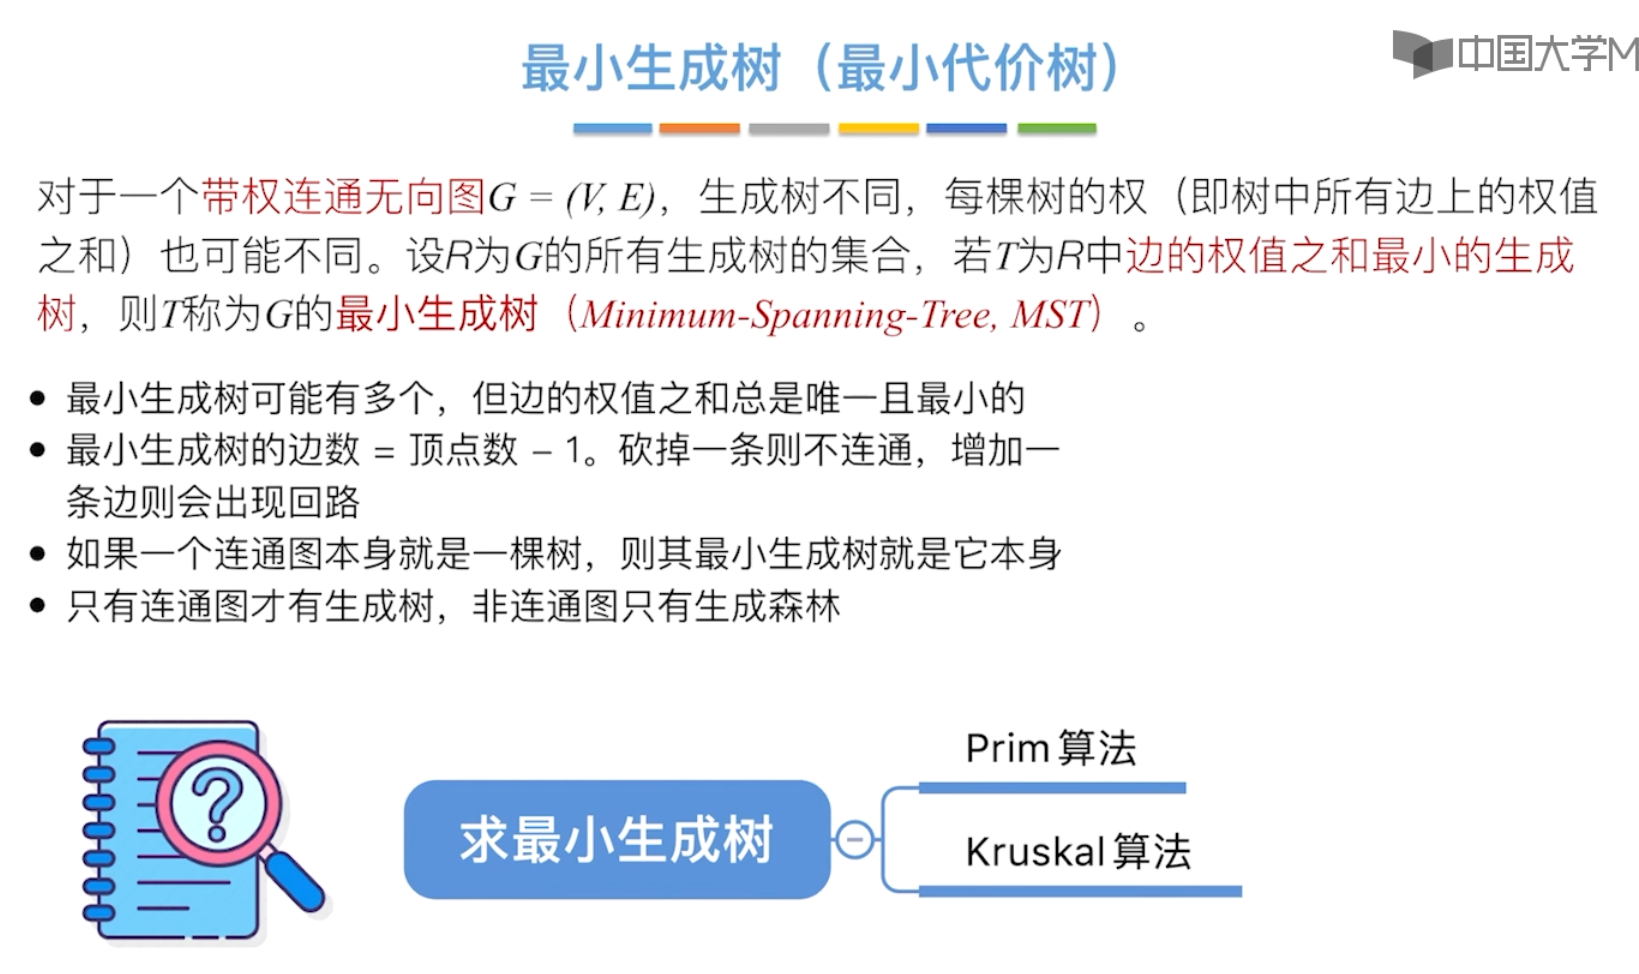 最小生成树（最小代价树）
中国大学M
对于一个带权连通无向图G = (V, E)，生成树不同，每棵树的权（即树中所有边上的权值
之和）也可能不同。设R为G的所有生成树的集合，若T为R中边的权值之和最小的生成
树，则T称为G的最小生成树（Minimum-Spanning-Tree, MST）。
• 最小生成树可能有多个，但边的权值之和总是唯一且最小的
• 最小生成树的边数 = 顶点数 – 1。砍掉一条则不连通，增加一
条边则会出现回路
• 如果一个连通图本身就是一棵树，则其最小生成树就是它本身
• 只有连通图才有生成树，非连通图只有生成森林
?
求最小生成树
Prim 算法
Kruskal 算法